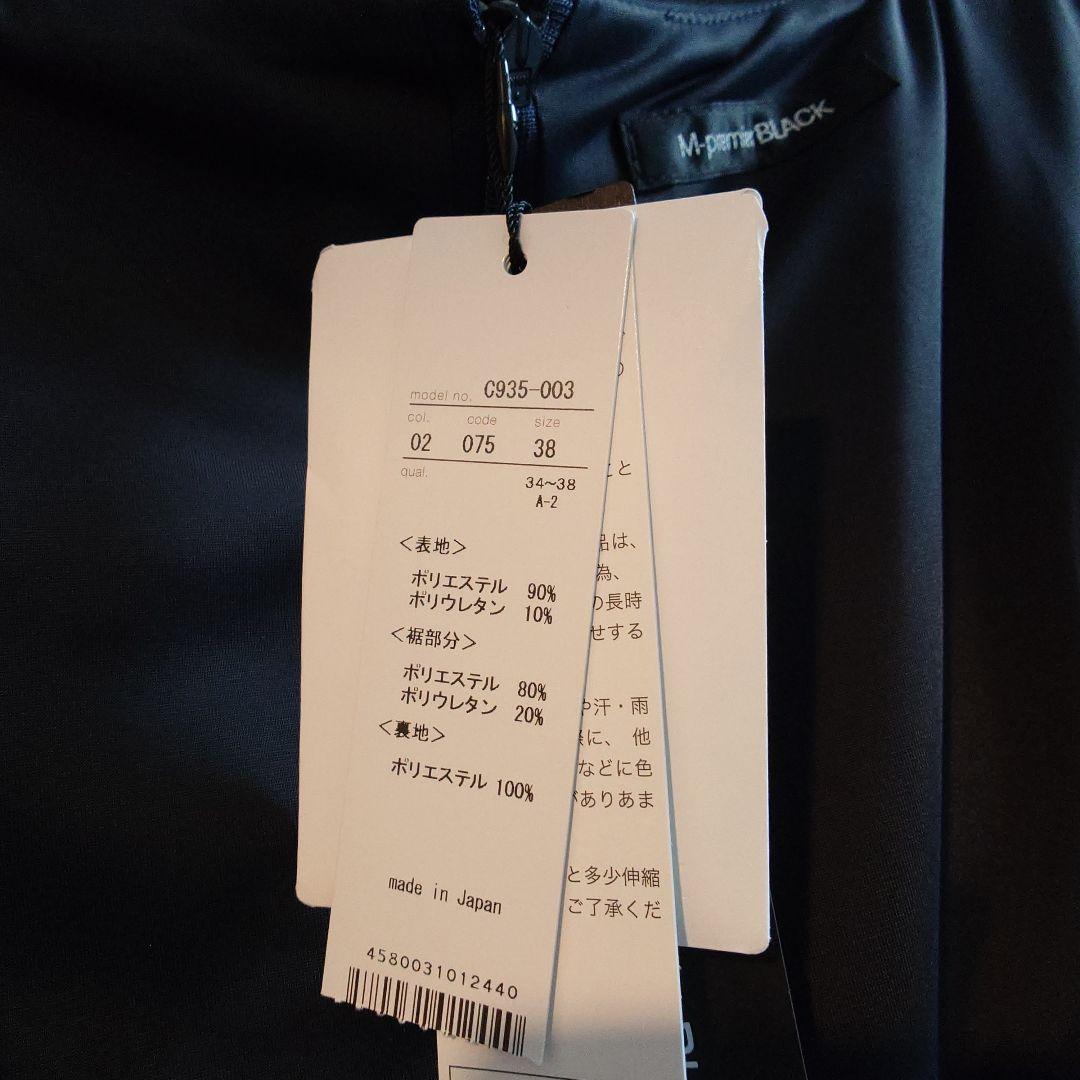 M-premier BLACK
model no. C935-003
col. code size
02 075 38
qual.
34～38
A-2
＜表地＞
ポリエステル 90%
ポリウレタン 10%
＜裾部分＞
ポリエステル 80%
ポリウレタン 20%
＜裏地＞
ポリエステル 100%
made in Japan
4580031012440
の
こと
品は、
為、
の長時
せする
や汗・雨
際に、他
などに色
がありあま
と多少伸縮
ご了承くだ